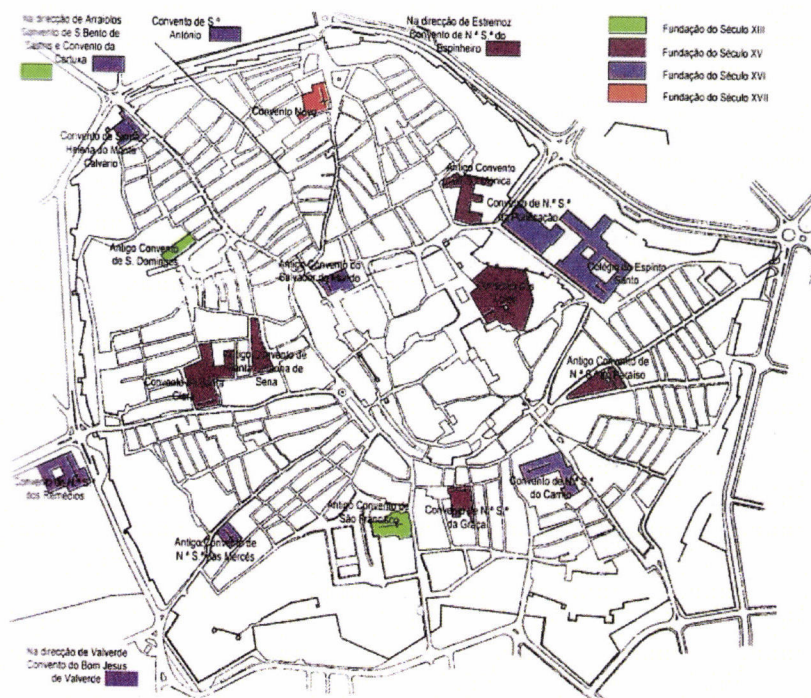 Na direcção de Arraiolos
Convento de S.Bento de
Castris e Convento da
Cartuxa
Convento de S.º
António
Na direcção de Estremoz
Convento de N.ª S.ª do
Espinheiro
Fundação do Século XIII
Fundação do Século XV
Fundação do Século XVI
Fundação do Século XVII
Convento Novo
Convento de Santa
Helena do Monte
Calvário
Antigo Convento
Convento de N.ª S.ª
da Purificação
Antigo Convento
de S. Domingos
Antigo Convento do
Salvador do Mundo
Colégio do Espírito
Santo
Antigo Convento de
Santa Catarina de
Sena
Convento de Santa
Clara
Antigo Convento de
N.ª S.ª do Paraíso
Convento de N.ª S.ª
dos Remédios
Antigo Convento de
N.ª S.ª das Mercês
Antigo Convento de
São Francisco
Convento de N.ª S.ª
da Graça
Convento de N.ª S.ª
do Carmo
Na direcção de Valverde
Convento do Bom Jesus
de Valverde